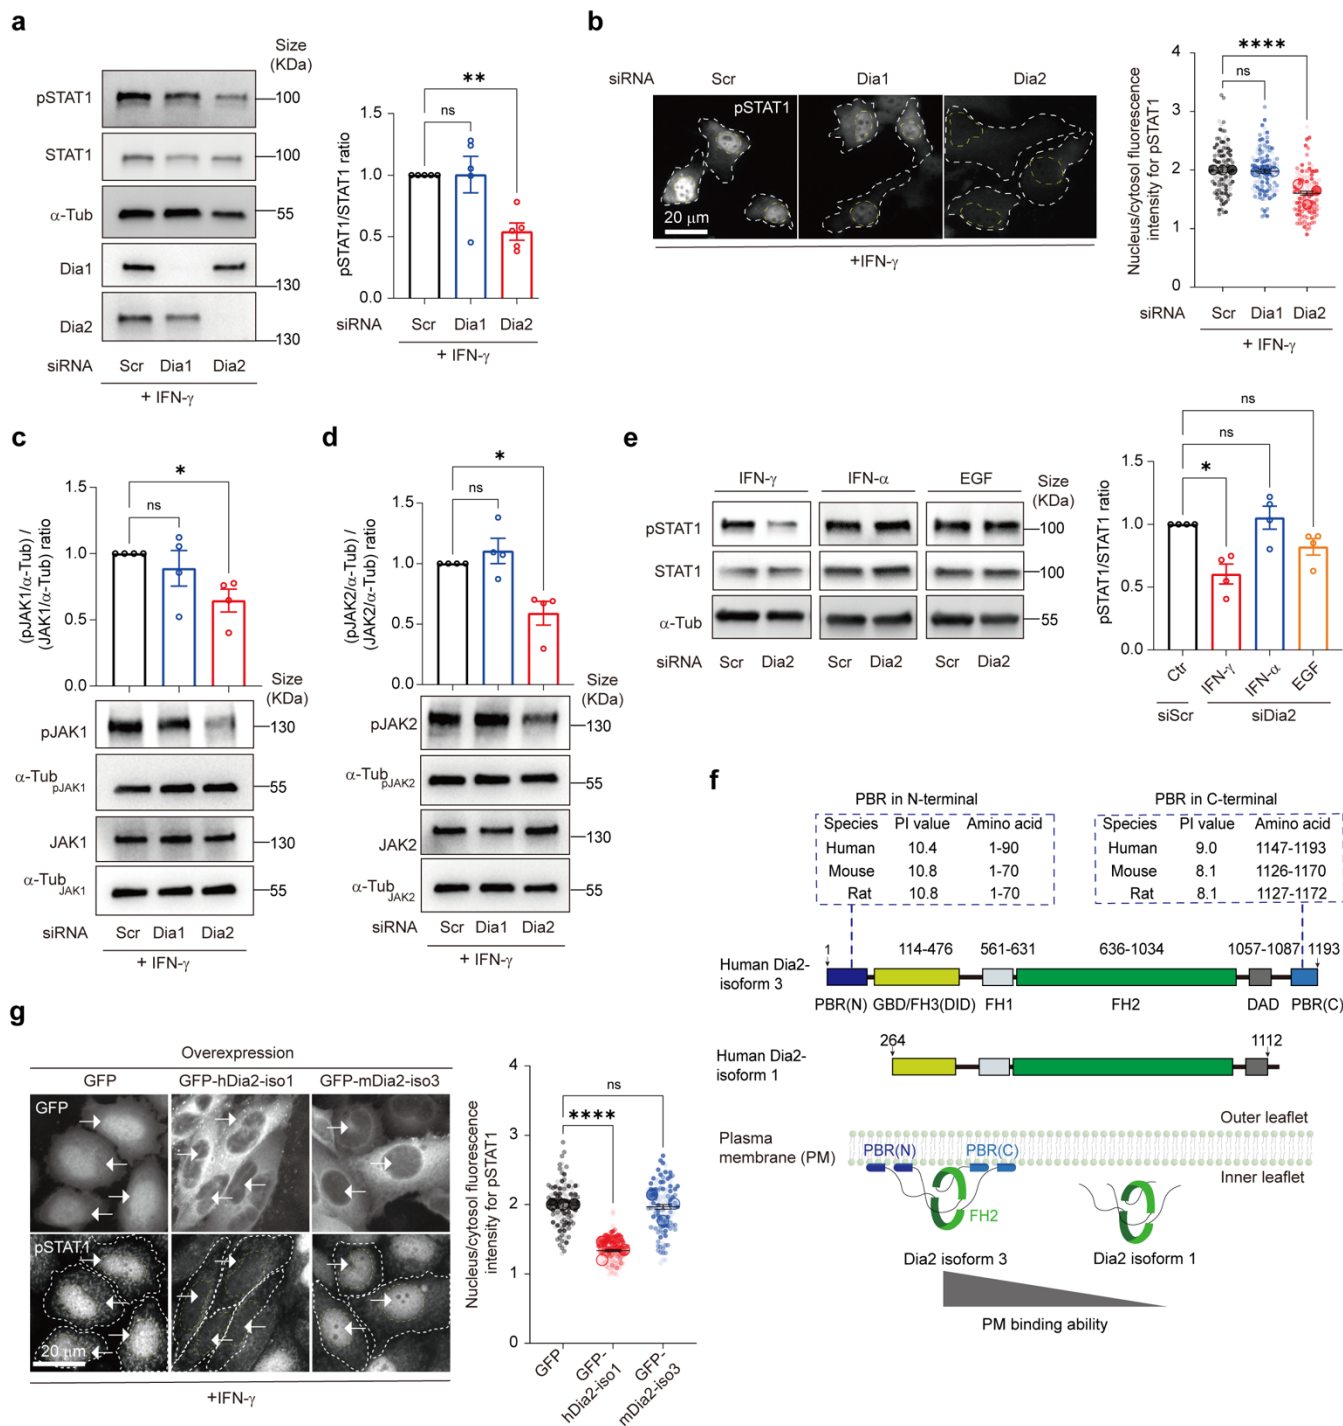 a
Size
(KDa)
pSTAT1
100
STAT1
100
α-Tub
55
Dia1
130
Dia2
130
siRNA
Scr Dia1 Dia2
+ IFN-γ
pSTAT1/STAT1 ratio
1.5
1.0
0.5
0.0
ns
**
siRNA
Scr Dia1 Dia2
+ IFN-γ
b
siRNA
Scr
Dia1
Dia2
pSTAT1
20 μm
+IFN-γ
Nucleus/cytosol fluorescence
intensity for pSTAT1
4
3
2
1
0
****
ns
siRNA
Scr Dia1 Dia2
+ IFN-γ
c
(pJAK1/α-Tub) /
(JAK1/α-Tub) ratio
1.5
1.0
0.5
0.0
*
ns
Size
(KDa)
pJAK1
130
α-Tub pJAK1
55
JAK1
130
α-Tub JAK1
55
siRNA
Scr Dia1 Dia2
+ IFN-γ
d
(pJAK2/α-Tub) /
(JAK2/α-Tub) ratio
1.5
1.0
0.5
0.0
*
ns
Size
(KDa)
pJAK2
130
α-Tub pJAK2
55
JAK2
130
α-Tub JAK2
55
siRNA
Scr Dia1 Dia2
+ IFN-γ
e
IFN-γ
IFN-α
EGF
Size
(KDa)
pSTAT1
100
STAT1
100
α-Tub
55
siRNA
Scr Dia2
Scr Dia2
Scr Dia2
pSTAT1/STAT1 ratio
1.5
1.0
0.5
0.0
ns
ns
*
Ctr
IFN-γ
IFN-α
EGF
siScr
siDia2
f
PBR in N-terminal
Species PI value Amino acid
Human 10.4 1-90
Mouse 10.8 1-70
Rat 10.8 1-70
PBR in C-terminal
Species PI value Amino acid
Human 9.0 1147-1193
Mouse 8.1 1126-1170
Rat 8.1 1127-1172
1 114-476 561-631 636-1034 1057-1087 1193
Human Dia2-
isoform 3
PBR(N) GBD/FH3(DID) FH1 FH2 DAD PBR(C)
264
1112
Human Dia2-
isoform 1
Outer leaflet
Plasma
membrane (PM)
PBR(N)
PBR(C)
Inner leaflet
FH2
Dia2 isoform 3
Dia2 isoform 1
PM binding ability
g
Overexpression
GFP
GFP-hDia2-iso1
GFP-mDia2-iso3
GFP
pSTAT1
20 μm
+IFN-γ
Nucleus/cytosol fluorescence
intensity for pSTAT1
4
3
2
1
0
ns
****
GFP
GFP-
hDia2-iso1
GFP-
mDia2-iso3